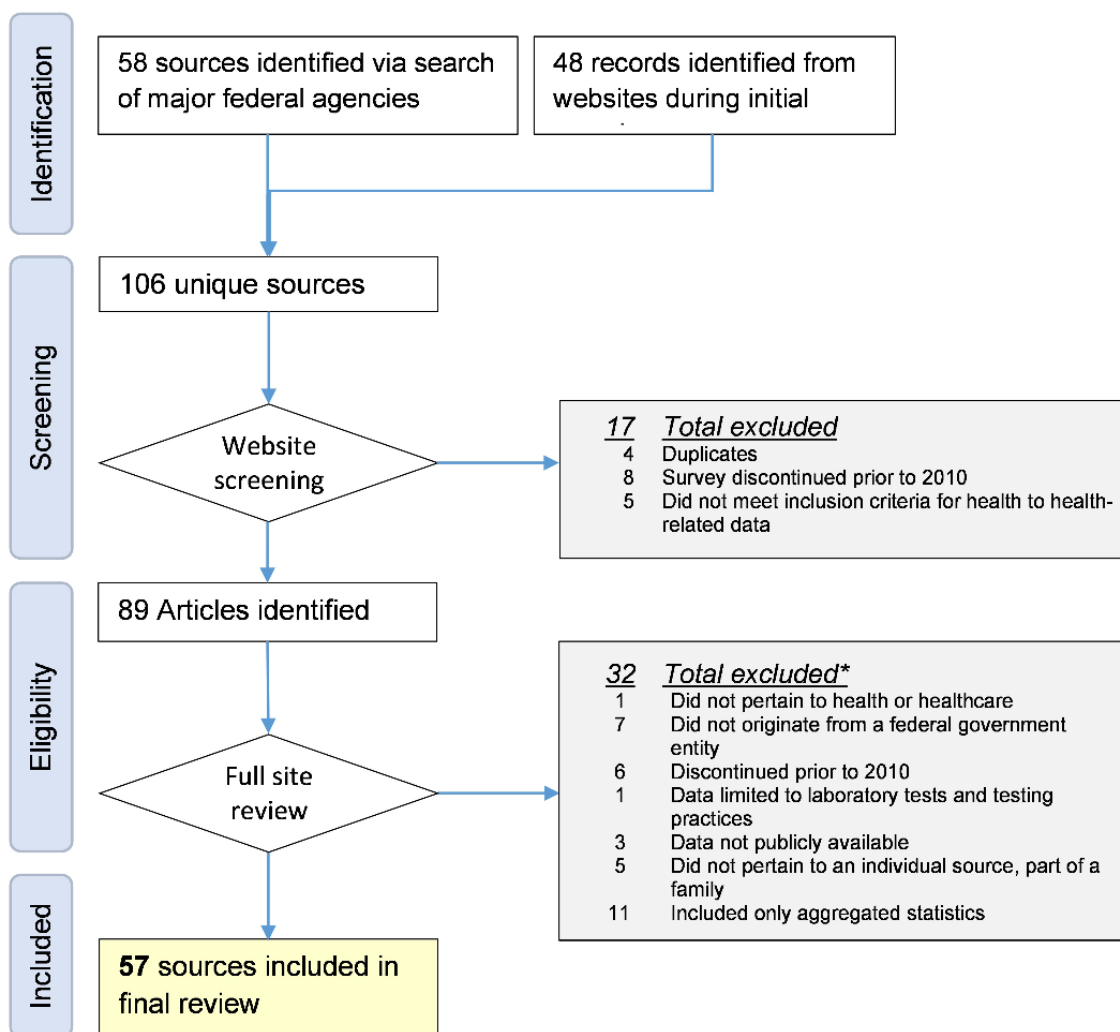 Identification
58 sources identified via search
of major federal agencies
48 records identified from
websites during initial
Screening
106 unique sources
Website
screening
17 Total excluded
4 Duplicates
8 Survey discontinued prior to 2010
5 Did not meet inclusion criteria for health to health-
related data
Eligibility
89 Articles identified
Full site
review
32 Total excluded*
1 Did not pertain to health or healthcare
7 Did not originate from a federal government
entity
6 Discontinued prior to 2010
1 Data limited to laboratory tests and testing
practices
3 Data not publicly available
5 Did not pertain to an individual source, part of a
family
11 Included only aggregated statistics
Included
57 sources included in
final review